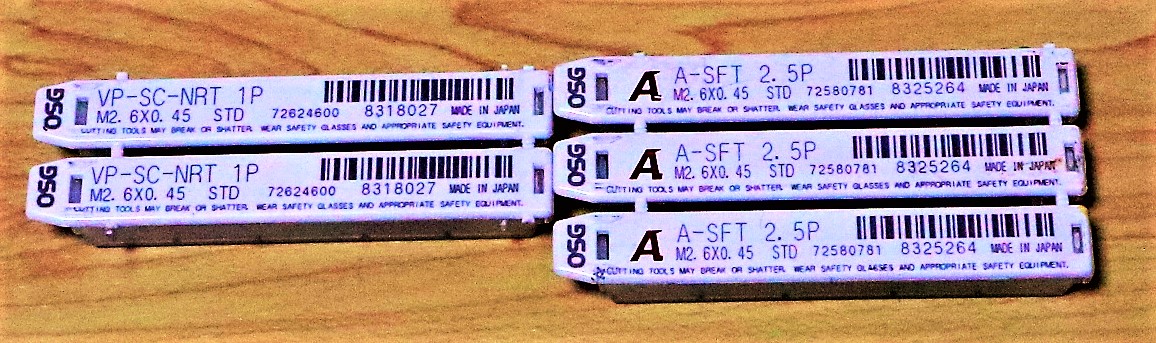 OSG
VP-SC-NRT 1P
M2. 6X0. 45 STD 72624600 8318027 MADE IN JAPAN
CUTTING TOOLS MAY BREAK OR SHATTER. WEAR SAFETY GLASSES AND APPROPRIATE SAFETY EQUIPMENT.
OSG
VP-SC-NRT 1P
M2. 6X0. 45 STD 72624600 8318027 MADE IN JAPAN
CUTTING TOOLS MAY BREAK OR SHATTER. WEAR SAFETY GLASSES AND APPROPRIATE SAFETY EQUIPMENT.
OSG
A A-SFT 2. 5P
M2. 6X0. 45 STD 72580781 8325264 MADE IN JAPAN
CUTTING TOOLS MAY BREAK OR SHATTER. WEAR SAFETY GLASSES AND APPROPRIATE SAFETY EQUIPMENT.
OSG
A A-SFT 2. 5P
M2. 6X0. 45 STD 72580781 8325264 MADE IN JAPAN
CUTTING TOOLS MAY BREAK OR SHATTER. WEAR SAFETY GLASSES AND APPROPRIATE SAFETY EQUIPMENT.
OSG
A A-SFT 2. 5P
M2. 6X0. 45 STD 72580781 8325264 MADE IN JAPAN
CUTTING TOOLS MAY BREAK OR SHATTER. WEAR SAFETY GLASSES AND APPROPRIATE SAFETY EQUIPMENT.